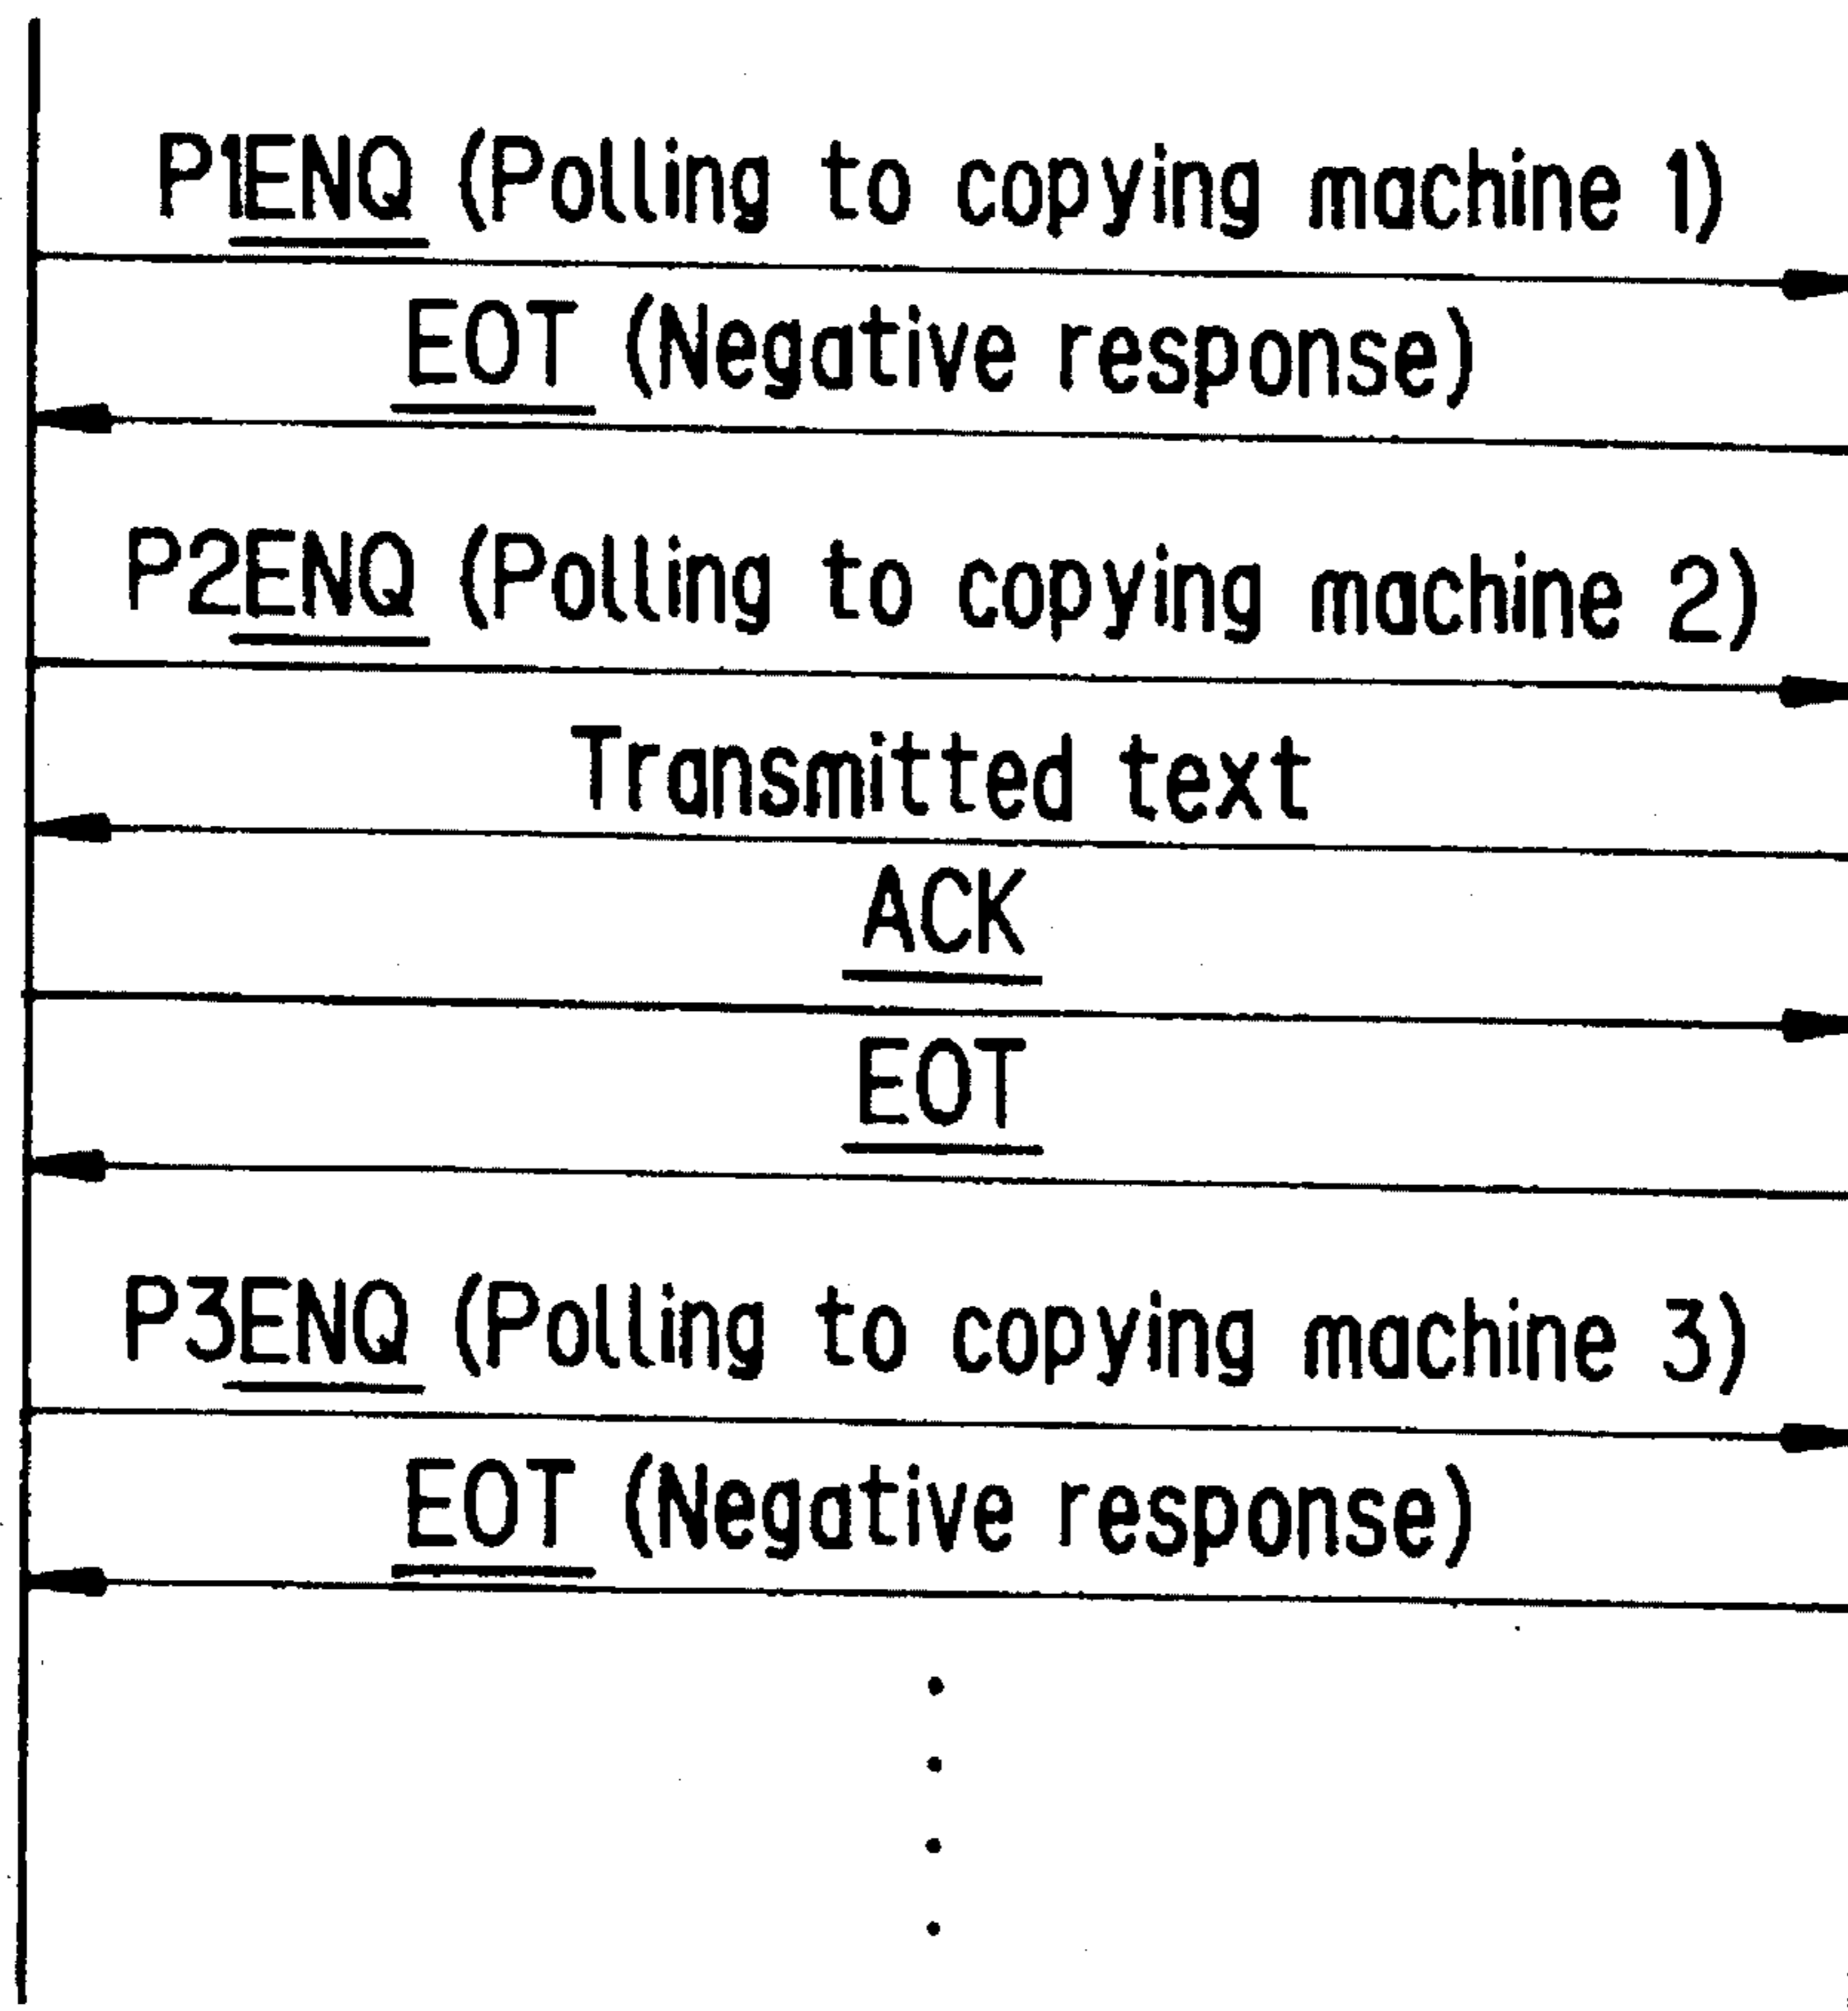 P1ENQ (Polling to copying machine 1)
EOT (Negative response)
P2ENQ (Polling to copying machine 2)
Transmitted text
ACK
EOT
P3ENQ (Polling to copying machine 3)
EOT (Negative response)